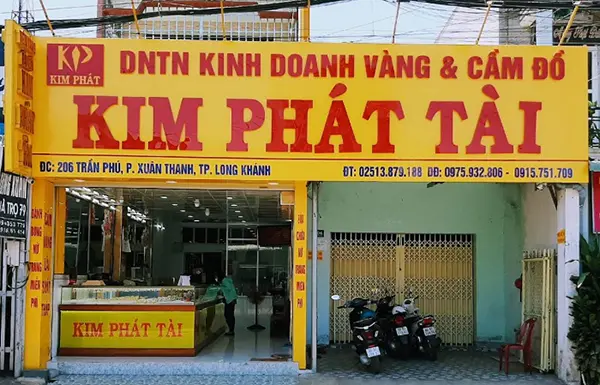 KIM PHÁT
DNTN KINH DOANH VÀNG & CẦM ĐỒ
KIM PHÁT TÀI
ĐC: 206 TRẦN PHÚ, P. XUÂN THANH, TP. LONG KHÁNH
ĐT: 02513.879.188 DĐ: 0975.932.806 - 0915.751.709
KIM PHÁT TÀI